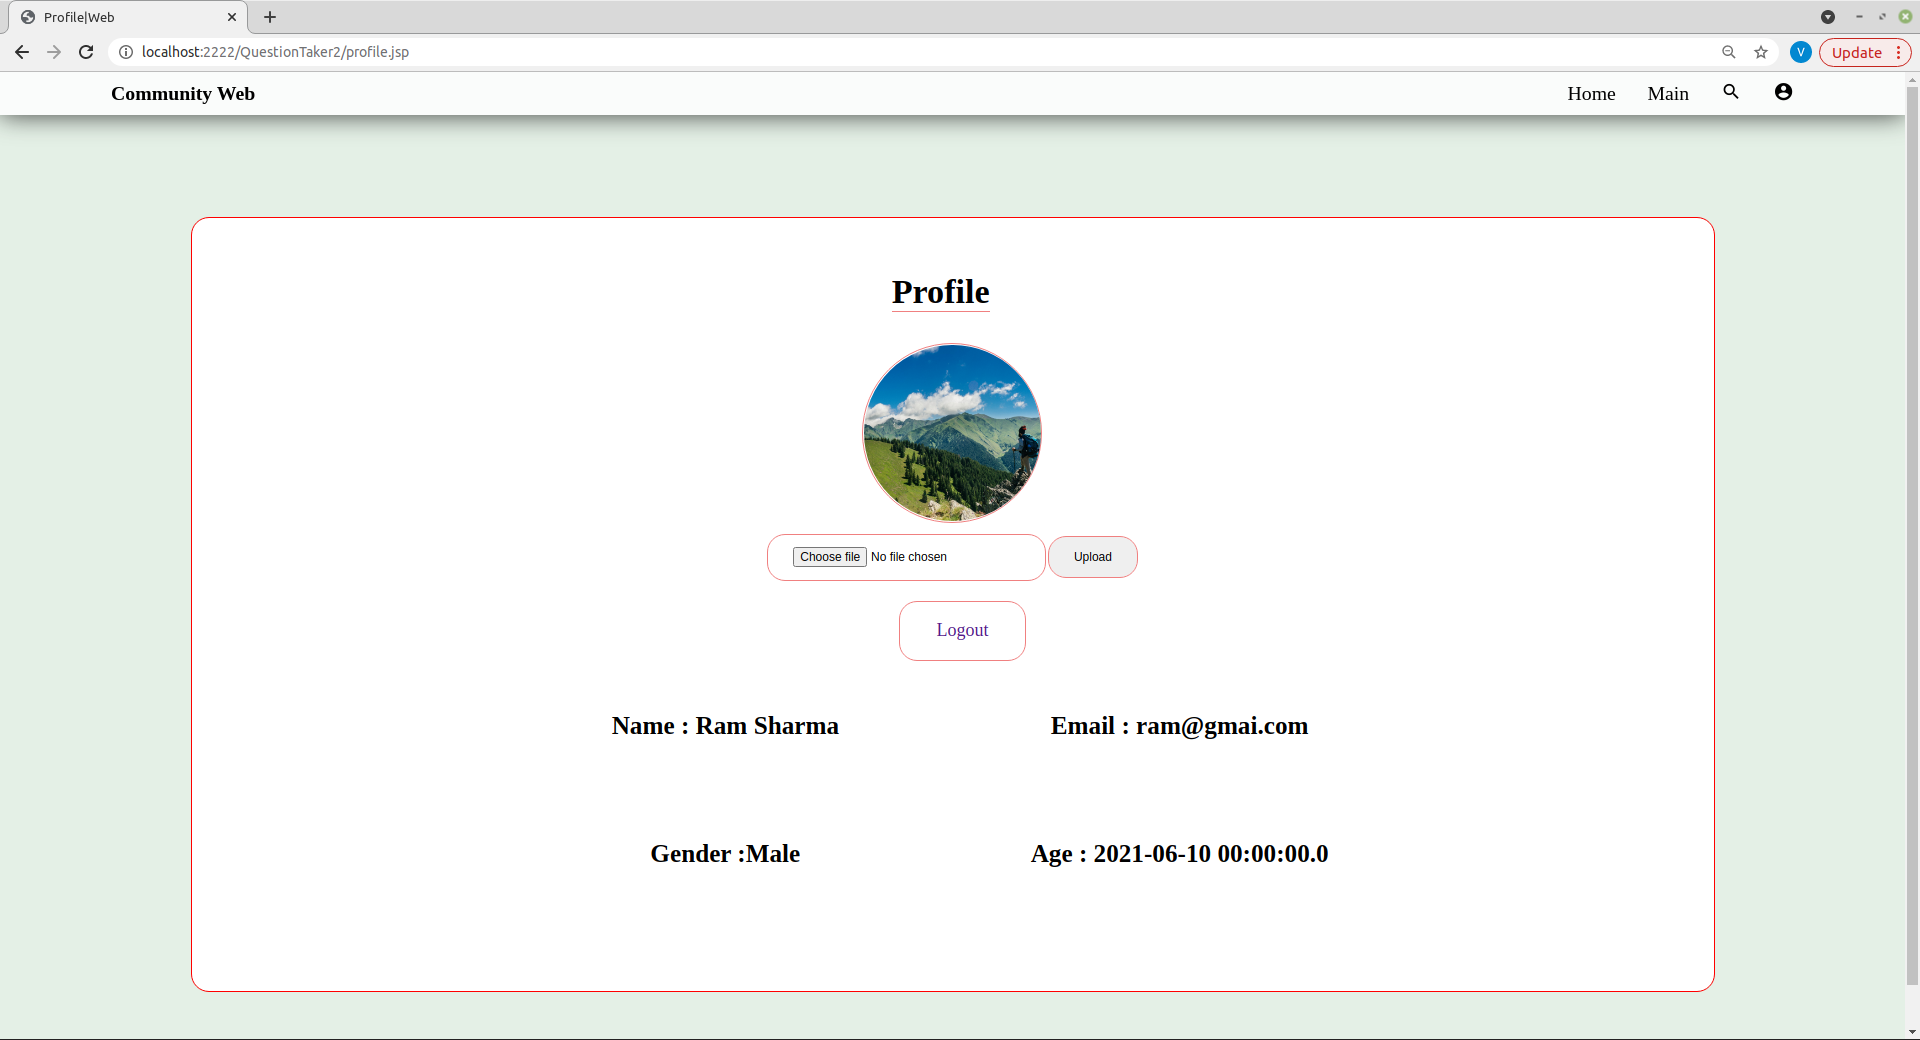 Profile|Web
localhost:2222/QuestionTaker2/profile.jsp
V
Update
Community Web
Home
Main
Profile
Choose file No file chosen
Upload
Logout
Name : Ram Sharma
Email : ram@gmai.com
Gender :Male
Age : 2021-06-10 00:00:00.0